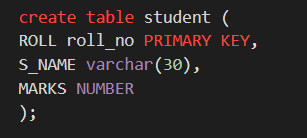 create table student (
ROLL roll_no PRIMARY KEY,
S_NAME varchar(30),
MARKS NUMBER
);